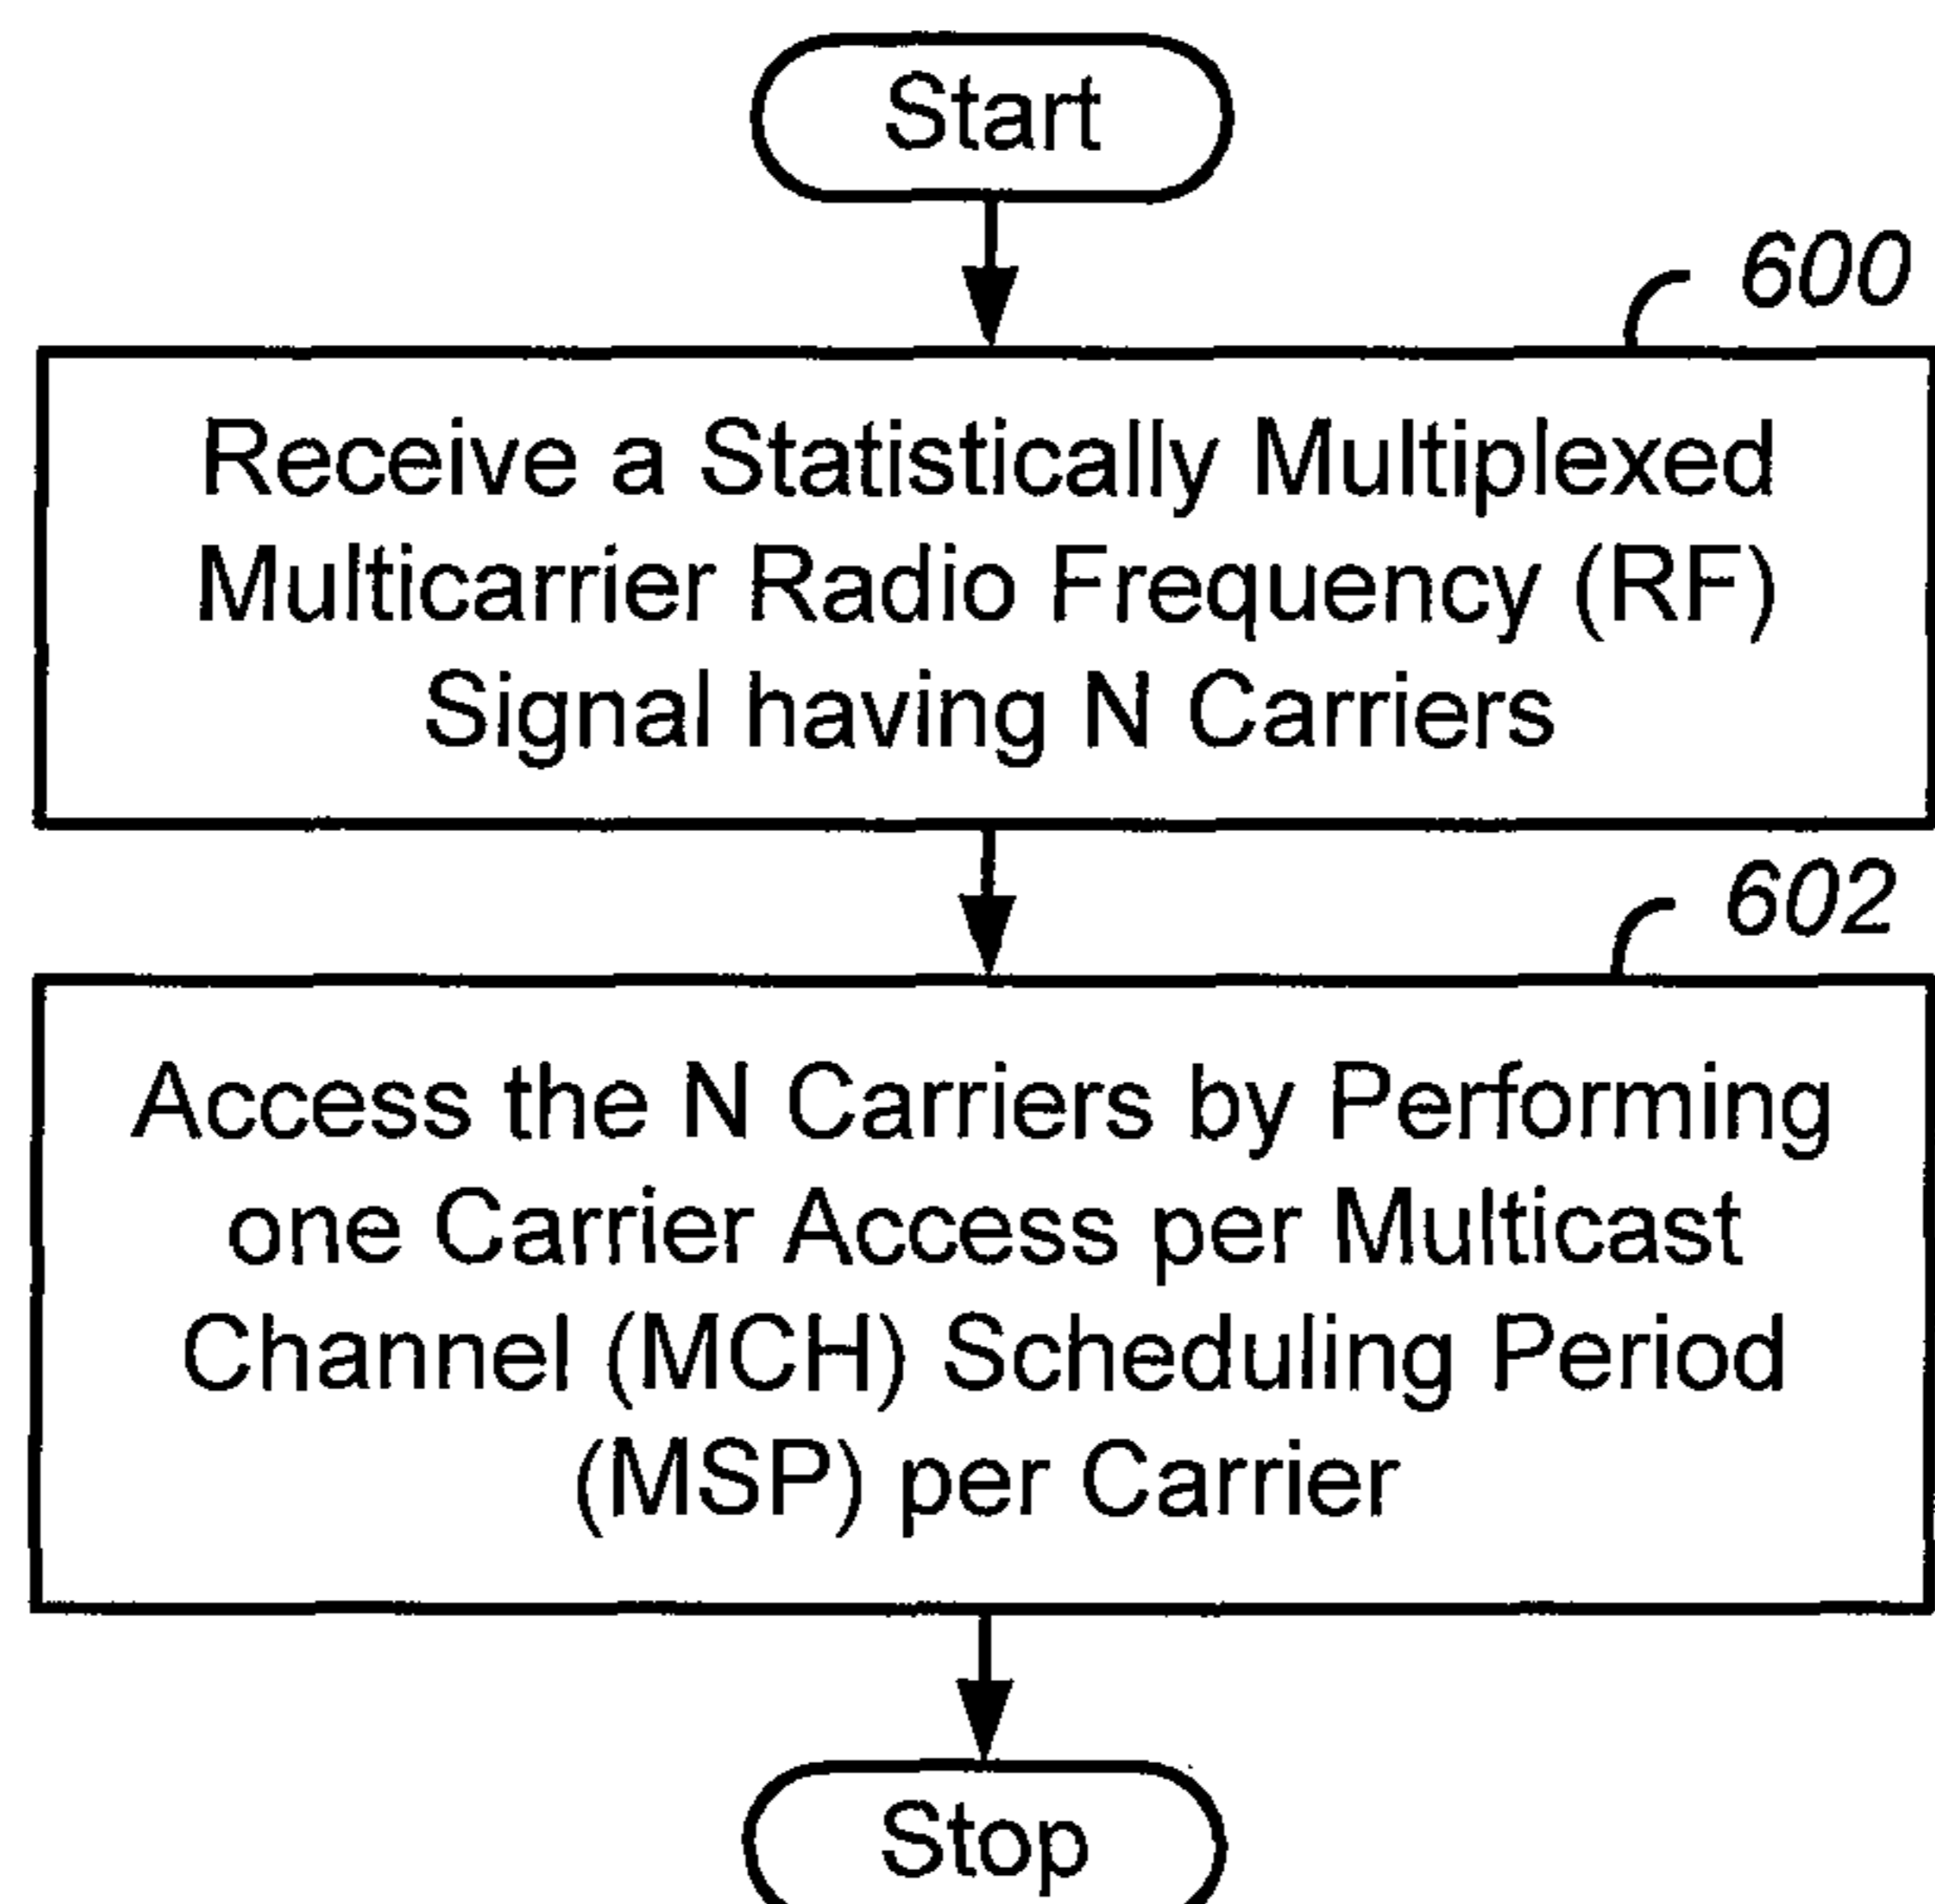 Start
600
Receive a Statistically Multiplexed
Multicarrier Radio Frequency (RF)
Signal having N Carriers
602
Access the N Carriers by Performing
one Carrier Access per Multicast
Channel (MCH) Scheduling Period
(MSP) per Carrier
Stop